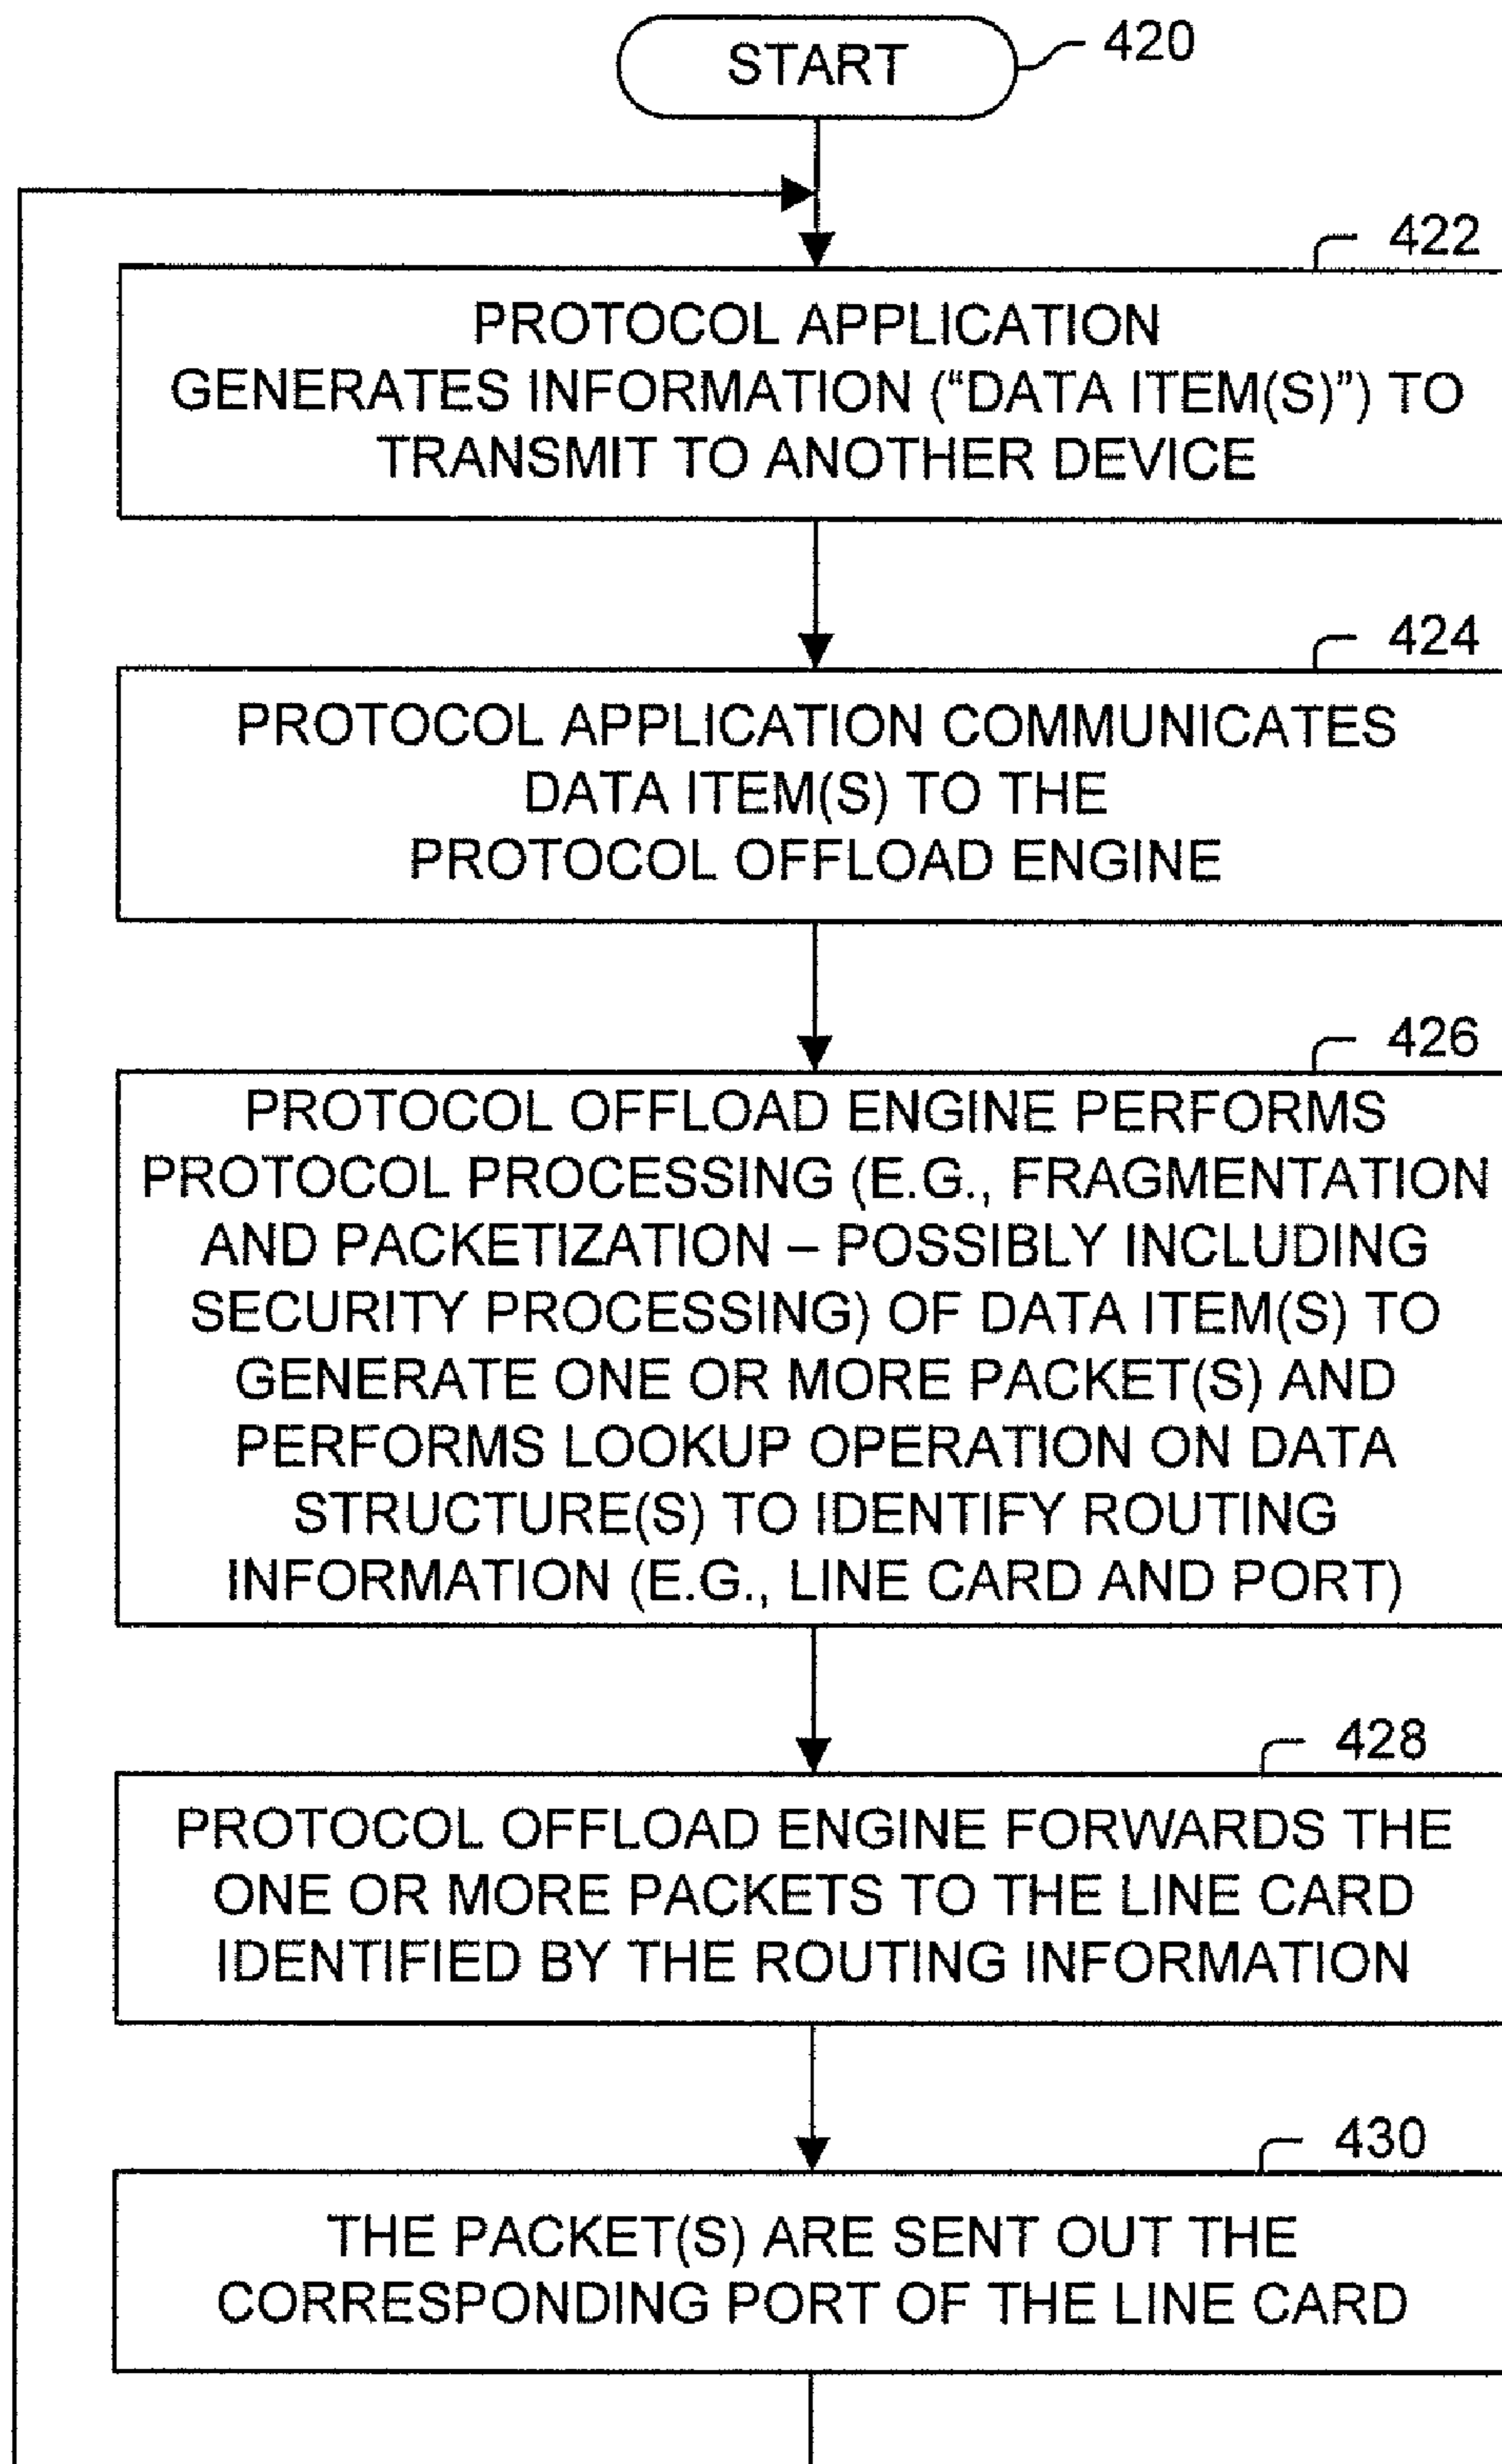 START
420
422
PROTOCOL APPLICATION
GENERATES INFORMATION (“DATA ITEM(S)”) TO
TRANSMIT TO ANOTHER DEVICE
424
PROTOCOL APPLICATION COMMUNICATES
DATA ITEM(S) TO THE
PROTOCOL OFFLOAD ENGINE
426
PROTOCOL OFFLOAD ENGINE PERFORMS
PROTOCOL PROCESSING (E.G., FRAGMENTATION
AND PACKETIZATION – POSSIBLY INCLUDING
SECURITY PROCESSING) OF DATA ITEM(S) TO
GENERATE ONE OR MORE PACKET(S) AND
PERFORMS LOOKUP OPERATION ON DATA
STRUCTURE(S) TO IDENTIFY ROUTING
INFORMATION (E.G., LINE CARD AND PORT)
428
PROTOCOL OFFLOAD ENGINE FORWARDS THE
ONE OR MORE PACKETS TO THE LINE CARD
IDENTIFIED BY THE ROUTING INFORMATION
430
THE PACKET(S) ARE SENT OUT THE
CORRESPONDING PORT OF THE LINE CARD